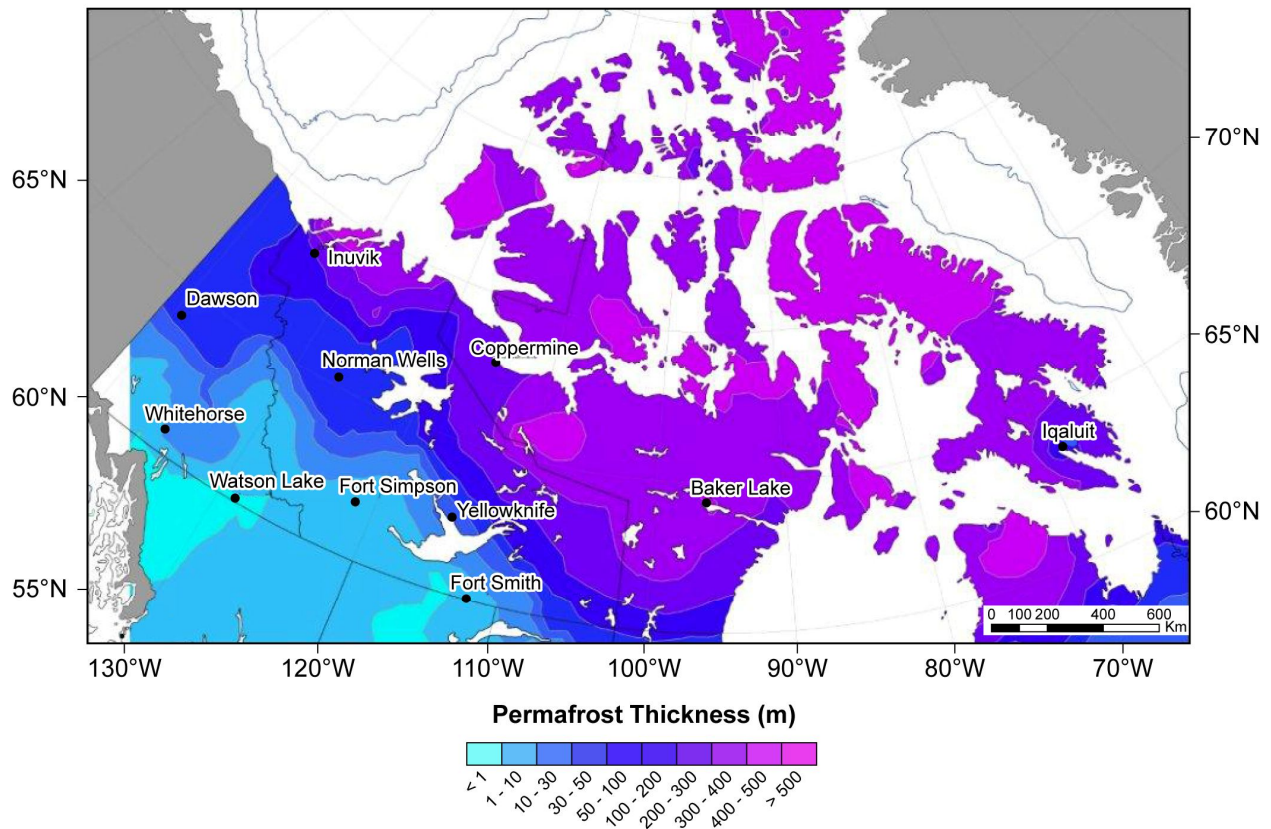 70°N
65°N
Inuvik
Dawson
65°N
Coppermine
Norman Wells
60°N
Whitehorse
Iqaluit
Watson Lake
Fort Simpson
Baker Lake
Yellowknife
60°N
Fort Smith
55°N
0 100 200 400 600
Km
130°W 120°W 110°W 100°W 90°W 80°W 70°W
Permafrost Thickness (m)
< 1
1 - 10
10 - 30
30 - 50
50 - 100
100 - 200
200 - 300
300 - 400
400 - 500
> 500